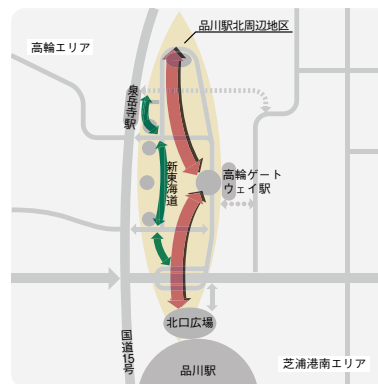 品川駅北周辺地区
高輪エリア
泉岳寺駅
新東海道
高輪ゲート
ウェイ駅
北口広場
国道15号
品川駅
芝浦港南エリア